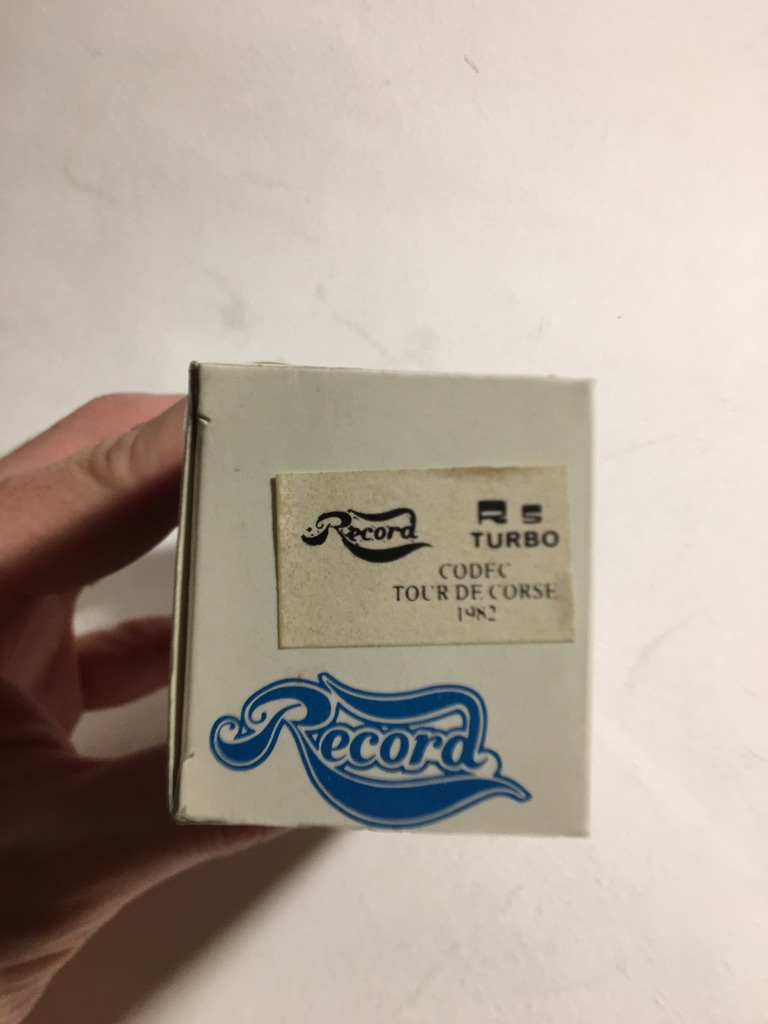 Record
R5
TURBO
CODEC
TOUR DE CORSE
1982
Record